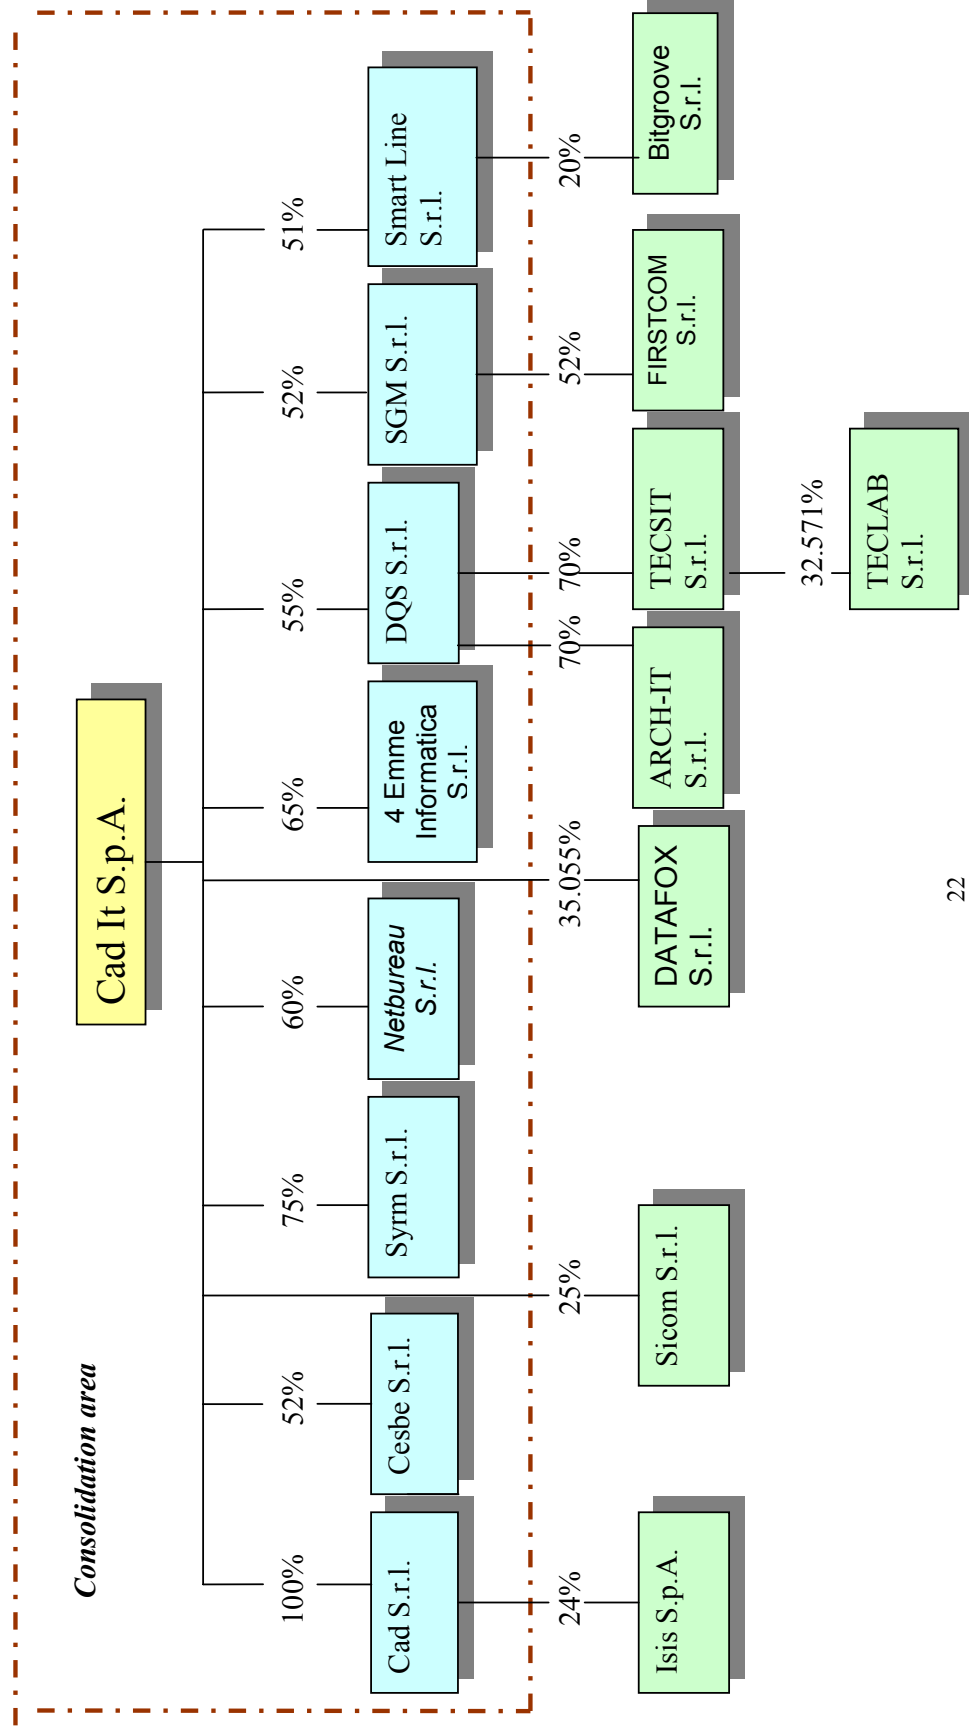 Consolidation area
Cad It S.p.A.
100%
52%
75%
60%
65%
55%
52%
51%
Cad S.r.l.
Cesbe S.r.l.
Syrm S.r.l.
Netbureau
S.r.l.
4 Emme
Informatica
S.r.l.
DQS S.r.l.
SGM S.r.l.
Smart Line
S.r.l.
24%
25%
35.055%
70%
70%
52%
20%
Isis S.p.A.
Sicom S.r.l.
DATAFOX
S.r.l.
ARCH-IT
S.r.l.
TECSIT
S.r.l.
FIRSTCOM
S.r.l.
Bitgroove
S.r.l.
32.571%
TECLAB
S.r.l.
22